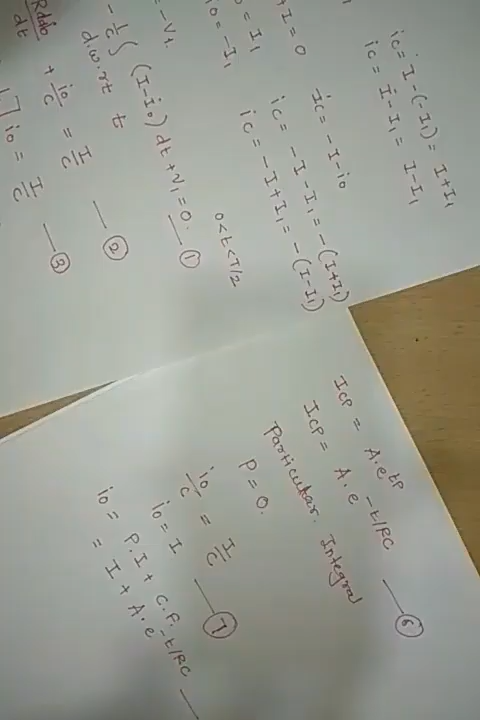 ic = I-(-I₁) = I+I₁
ic = I-I₁ = I-I₁
+I = 0
= I₁
io = -I₁
ic = -I-io
ic = -I-I₁ = -(I+I₁)
ic = -I+I₁ = -(I-I₁)
0<t<T/2
= -V₁
- 1/C ∫ (I-io) dt + V₁ = 0. — ①
d.w.rt t
Rdio/dt + io/C = I/C — ②
] io = I/C — ③
Icp = A.e^tp
Icp = A.e^-t/RC — ⑥
Particular. Integral
P = 0.
io/C = I/C
io = I — ⑦
io = P.I + C.F.
= I + A.e^-t/RC —